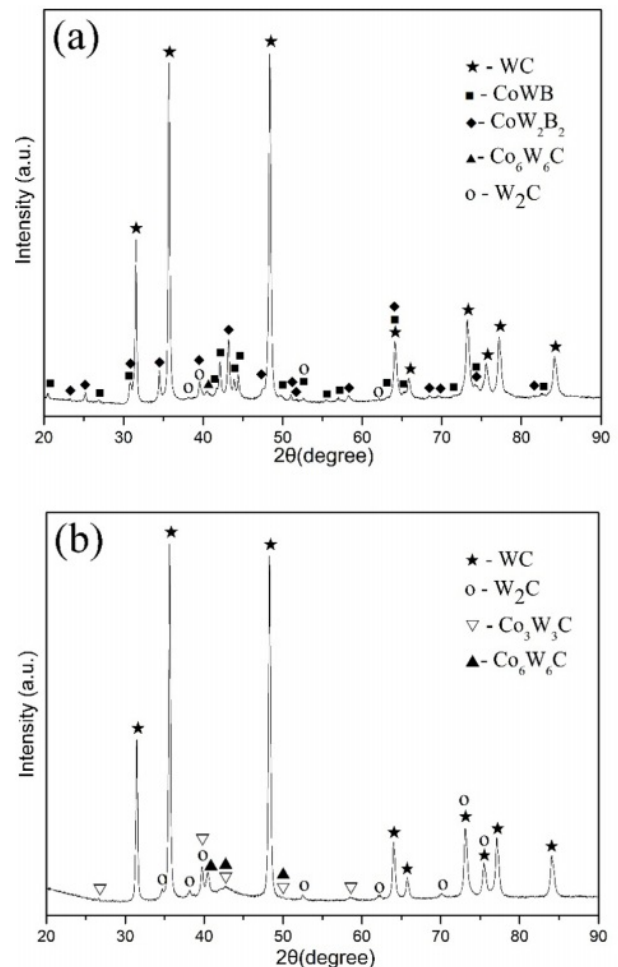 (a)
★ - WC
■ - CoWB
◆ - CoW₂B₂
▲ - Co₆W₆C
o - W₂C
Intensity (a.u.)
20 30 40 50 60 70 80 90
2θ(degree)
(b)
★ - WC
o - W₂C
▽ - Co₃W₃C
▲ - Co₆W₆C
Intensity (a.u.)
20 30 40 50 60 70 80 90
2θ(degree)